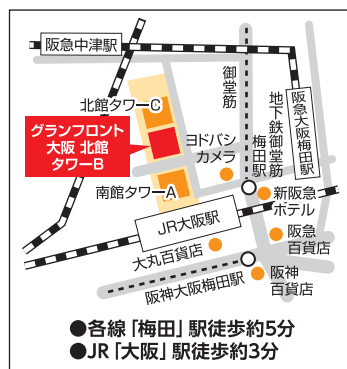 阪急中津駅
北館タワーC
グランフロント
大阪 北館
タワーB
南館タワーA
御堂筋
ヨドバシ
カメラ
地下鉄御堂筋
梅田駅
阪急大阪梅田駅
新阪急
ホテル
JR大阪駅
阪急
百貨店
大丸百貨店
阪神大阪梅田駅
阪神
百貨店
●各線「梅田」駅徒歩約5分
●JR「大阪」駅徒歩約3分